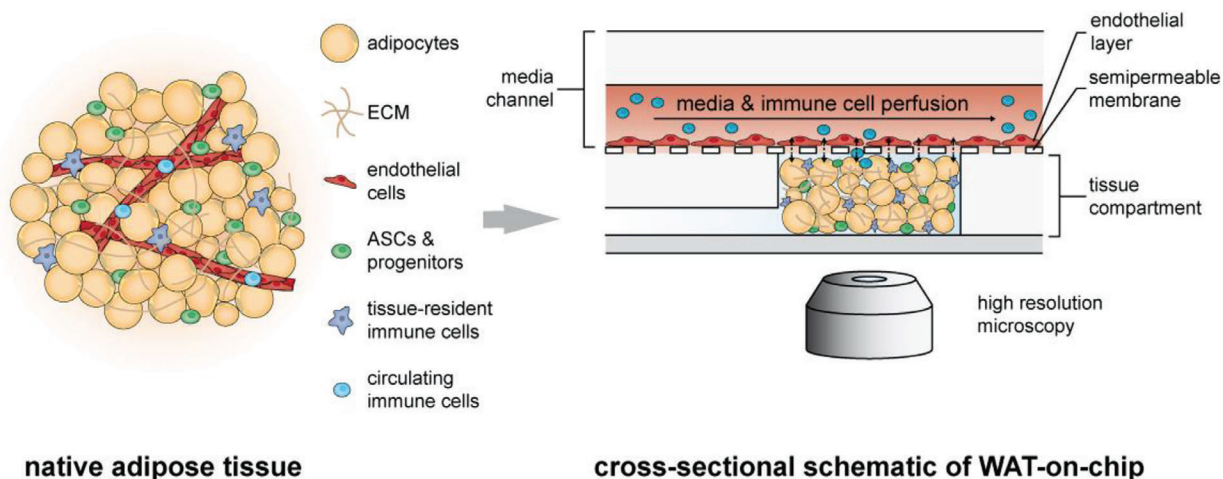 adipocytes
ECM
endothelial
cells
ASCs &
progenitors
tissue-resident
immune cells
circulating
immune cells
native adipose tissue
media
channel
media & immune cell perfusion
endothelial
layer
semipermeable
membrane
tissue
compartment
high resolution
microscopy
cross-sectional schematic of WAT-on-chip